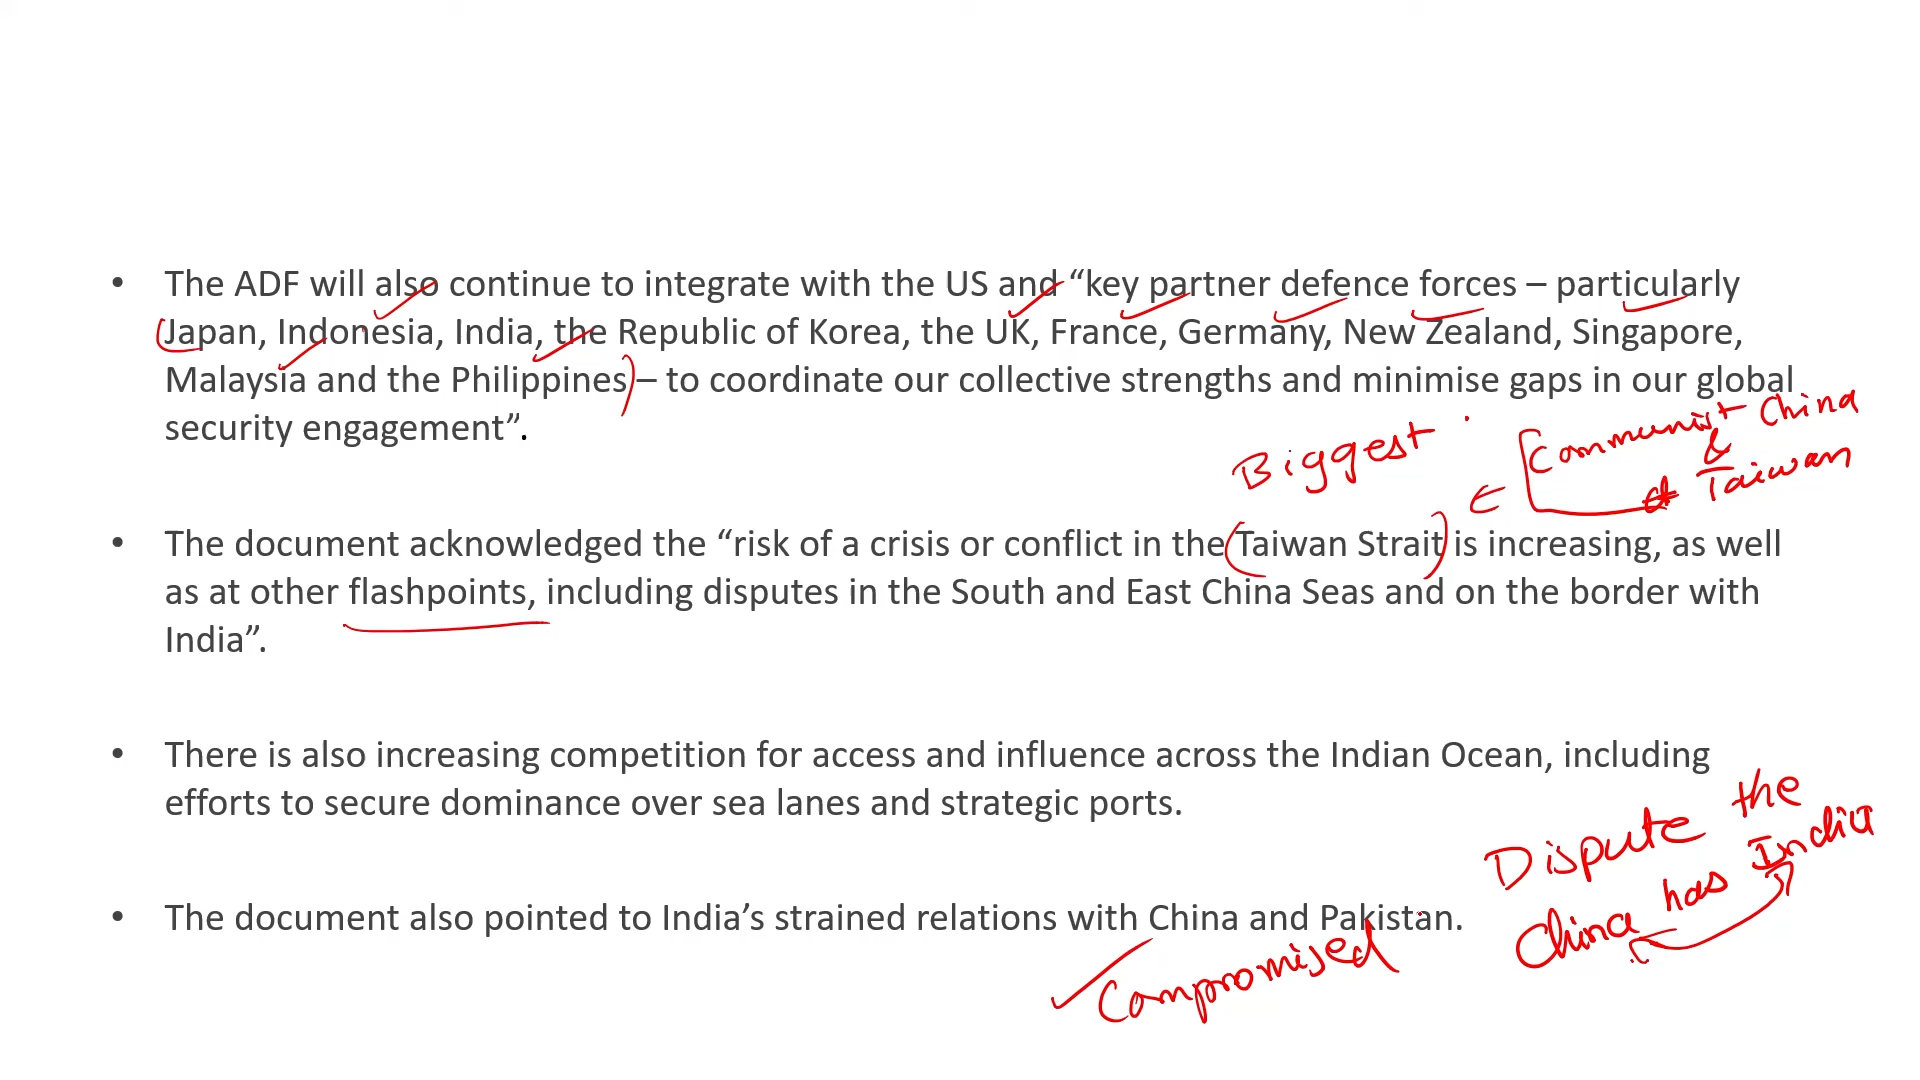 • The ADF will also continue to integrate with the US and “key partner defence forces – particularly
Japan, Indonesia, India, the Republic of Korea, the UK, France, Germany, New Zealand, Singapore,
Malaysia and the Philippines – to coordinate our collective strengths and minimise gaps in our global
security engagement”.
Biggest
Communist China
&
Taiwan
• The document acknowledged the “risk of a crisis or conflict in the Taiwan Strait is increasing, as well
as at other flashpoints, including disputes in the South and East China Seas and on the border with
India”.
• There is also increasing competition for access and influence across the Indian Ocean, including
efforts to secure dominance over sea lanes and strategic ports.
Dispute the
China has India
• The document also pointed to India’s strained relations with China and Pakistan.
Compromised